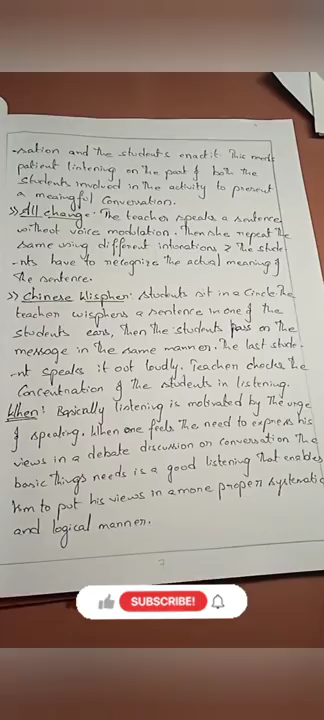 -sation and the students enact it. This needs
patient listening on the part of both the
students involved in the activity to present
a meaningful conversation.
>> All change: The teacher speaks a sentence
without voice modulation. Then she repeat the
same using different intonations & the stude-
-nts have to recognize the actual meaning of
the sentence.
>> Chinese Whisper: Students sit in a Circle. The
teacher wispers a sentence in one of the
students ears, Then the students pass on the
message in the same manner. The last stude-
-nt speaks it out loudly. Teacher checks the
Concentnation of the students in listening.
When: Basically listening is motivated by the urge
of speaking. When one feels the need to express his
views in a debate discussion or conversation the
basic things needs is a good listening that enables
him to put his views in a more proper systematic
and logical manner.
7
SUBSCRIBE!